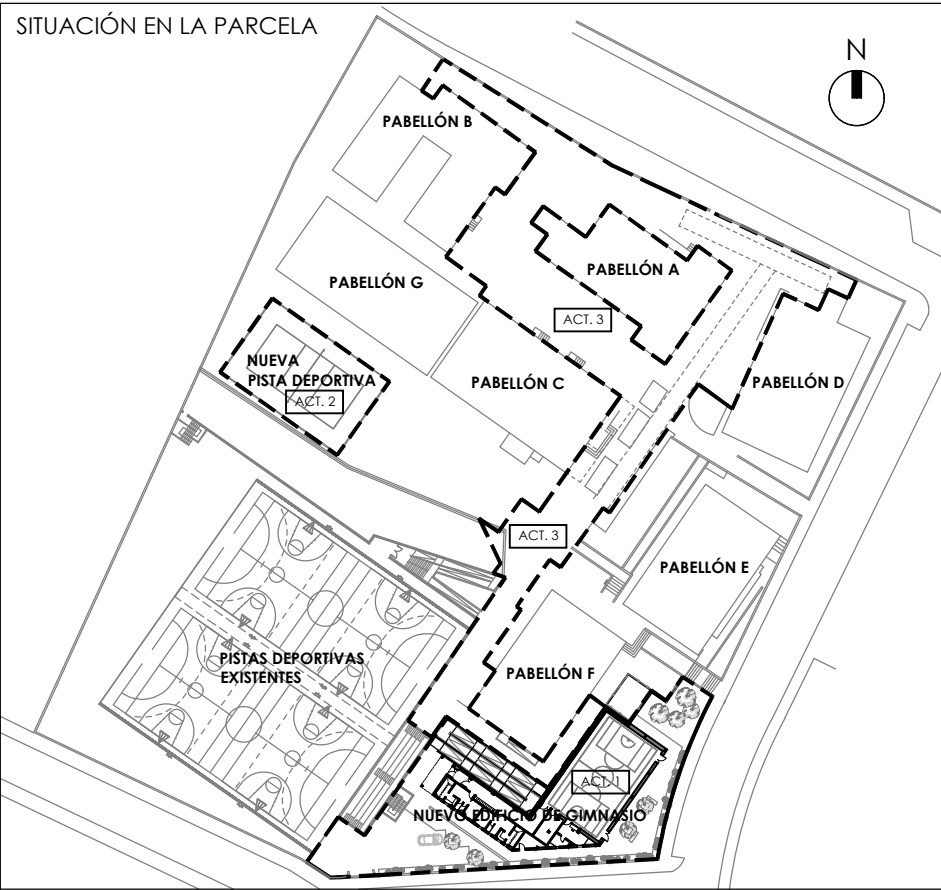 SITUACIÓN EN LA PARCELA
N
PABELLÓN B
PABELLÓN A
PABELLÓN G
ACT. 3
NUEVA
PISTA DEPORTIVA
ACT. 2
PABELLÓN C
PABELLÓN D
ACT. 3
PABELLÓN E
PISTAS DEPORTIVAS
EXISTENTES
PABELLÓN F
ACT. 1
NUEVO EDIFICIO DE GIMNASIO